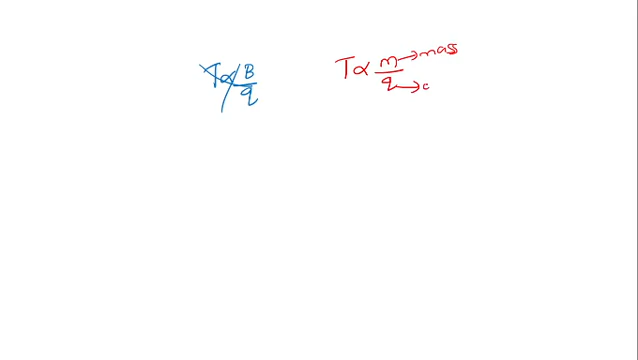 T∝ B/q
T∝ m/q
m → mass
q → c